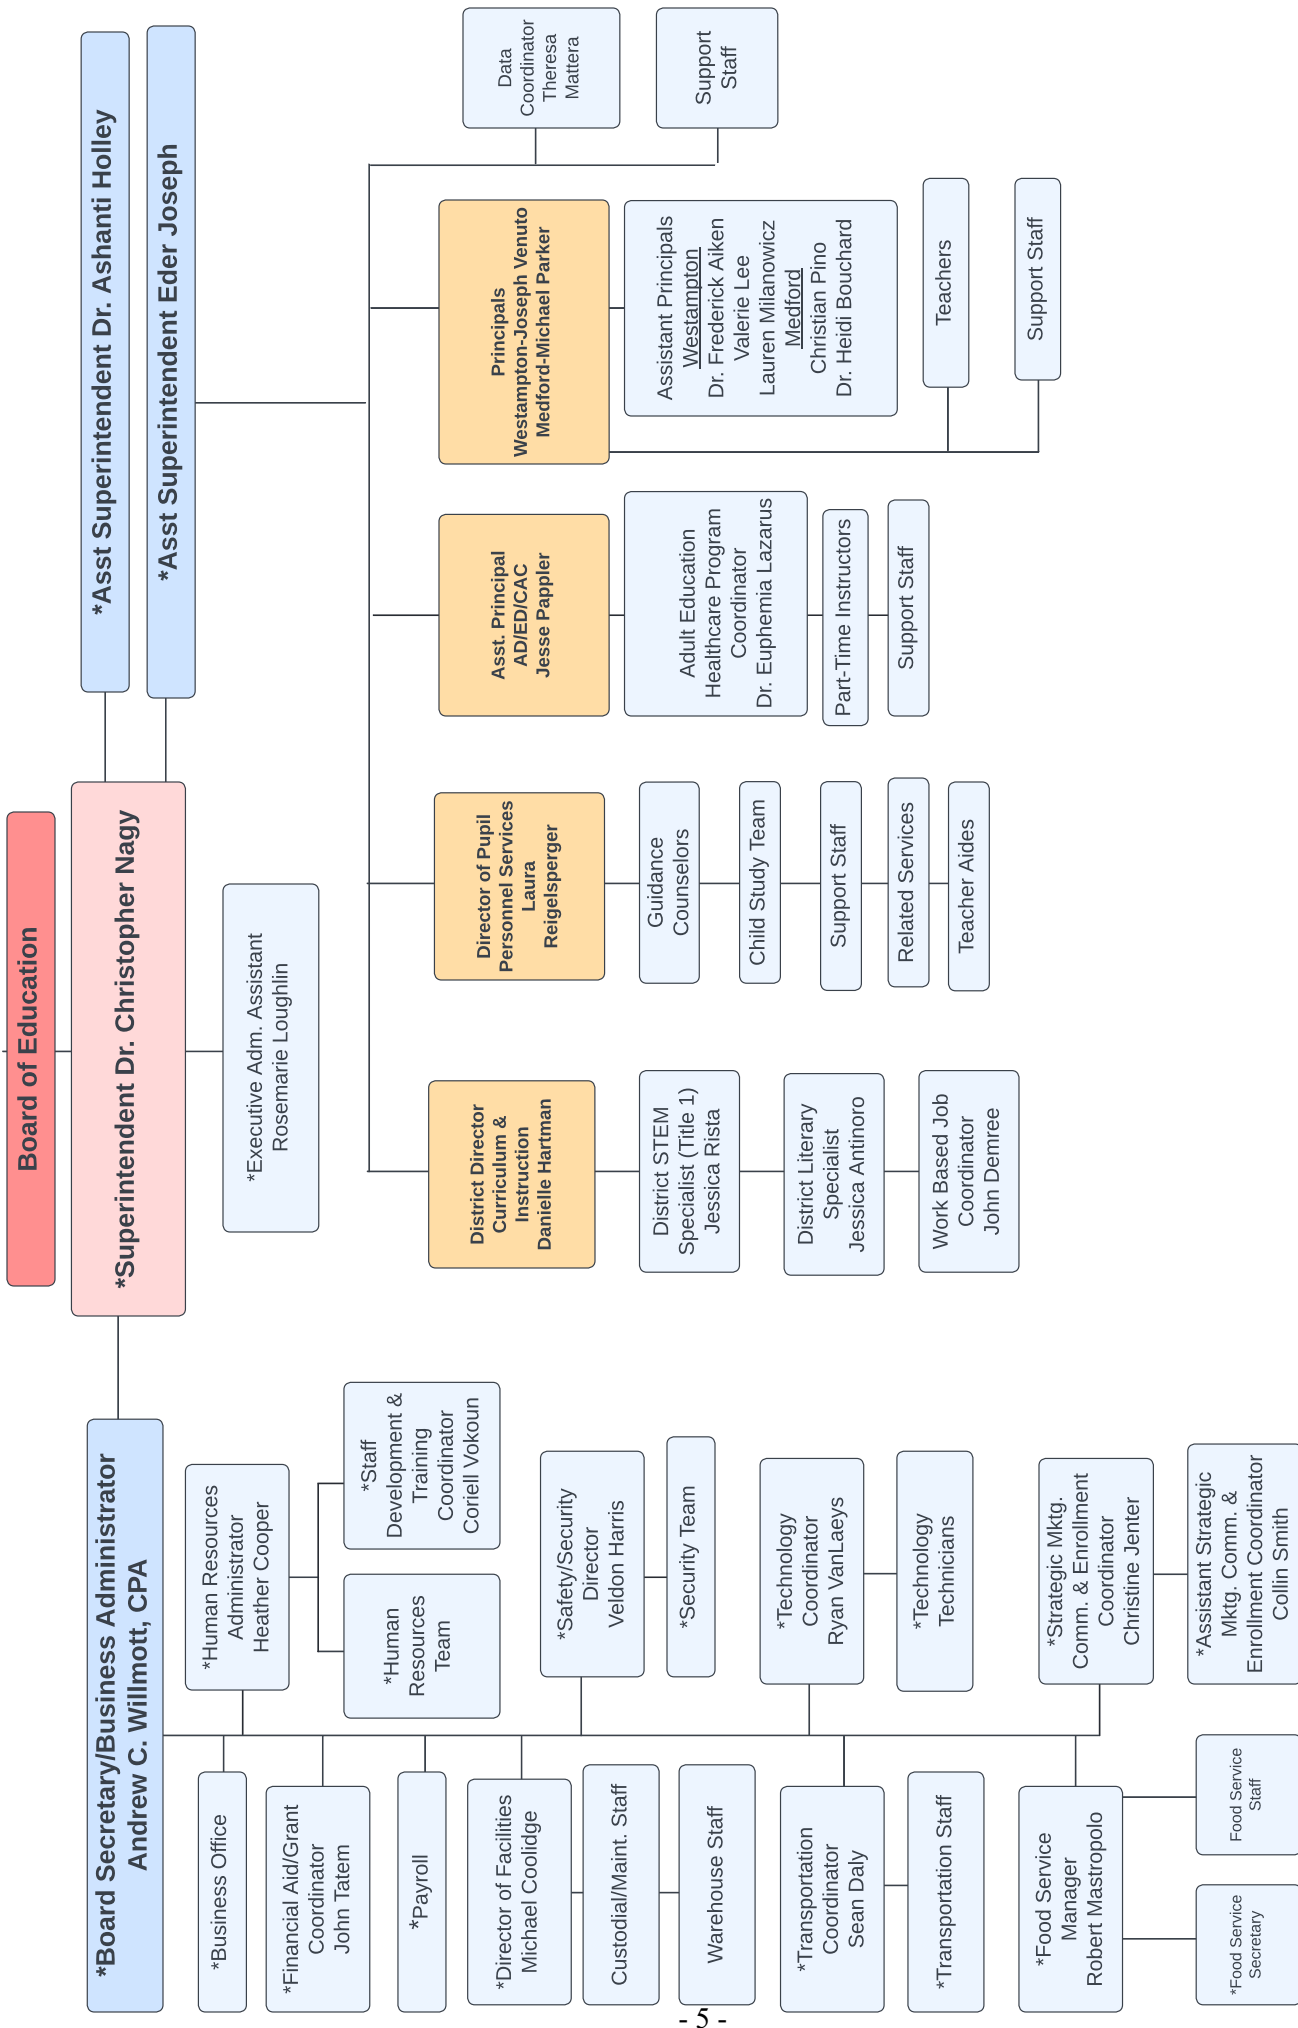 Board of Education
*Superintendent Dr. Christopher Nagy
*Executive Adm. Assistant
Rosemarie Loughlin
*Board Secretary/Business Administrator
Andrew C. Willmott, CPA
*Asst Superintendent Dr. Ashanti Holley
*Asst Superintendent Eder Joseph
*Business Office
*Financial Aid/Grant
Coordinator
John Tatem
*Payroll
*Director of Facilities
Michael Coolidge
Custodial/Maint. Staff
Warehouse Staff
*Transportation
Coordinator
Sean Daly
*Transportation Staff
*Food Service
Manager
Robert Mastropolo
*Food Service
Secretary
Food Service
Staff
*Human Resources
Administrator
Heather Cooper
*Human
Resources
Team
*Staff
Development &
Training
Coordinator
Coriell Vokoun
*Safety/Security
Director
Veldon Harris
*Security Team
*Technology
Coordinator
Ryan VanLaeys
*Technology
Technicians
*Strategic Mktg.
Comm. & Enrollment
Coordinator
Christine Jenter
*Assistant Strategic
Mktg. Comm. &
Enrollment Coordinator
Collin Smith
District Director
Curriculum &
Instruction
Danielle Hartman
District STEM
Specialist (Title 1)
Jessica Rista
District Literary
Specialist
Jessica Antinoro
Work Based Job
Coordinator
John Demree
Director of Pupil
Personnel Services
Laura
Reigelsperger
Guidance
Counselors
Child Study Team
Support Staff
Related Services
Teacher Aides
Asst. Principal
AD/ED/CAC
Jesse Pappler
Adult Education
Healthcare Program
Coordinator
Dr. Euphemia Lazarus
Part-Time Instructors
Support Staff
Principals
Westampton-Joseph Venuto
Medford-Michael Parker
Assistant Principals
Westampton
Dr. Frederick Aiken
Valerie Lee
Lauren Milanowicz
Medford
Christian Pino
Dr. Heidi Bouchard
Teachers
Support Staff
Data
Coordinator
Theresa
Mattera
Support
Staff
- 5 -